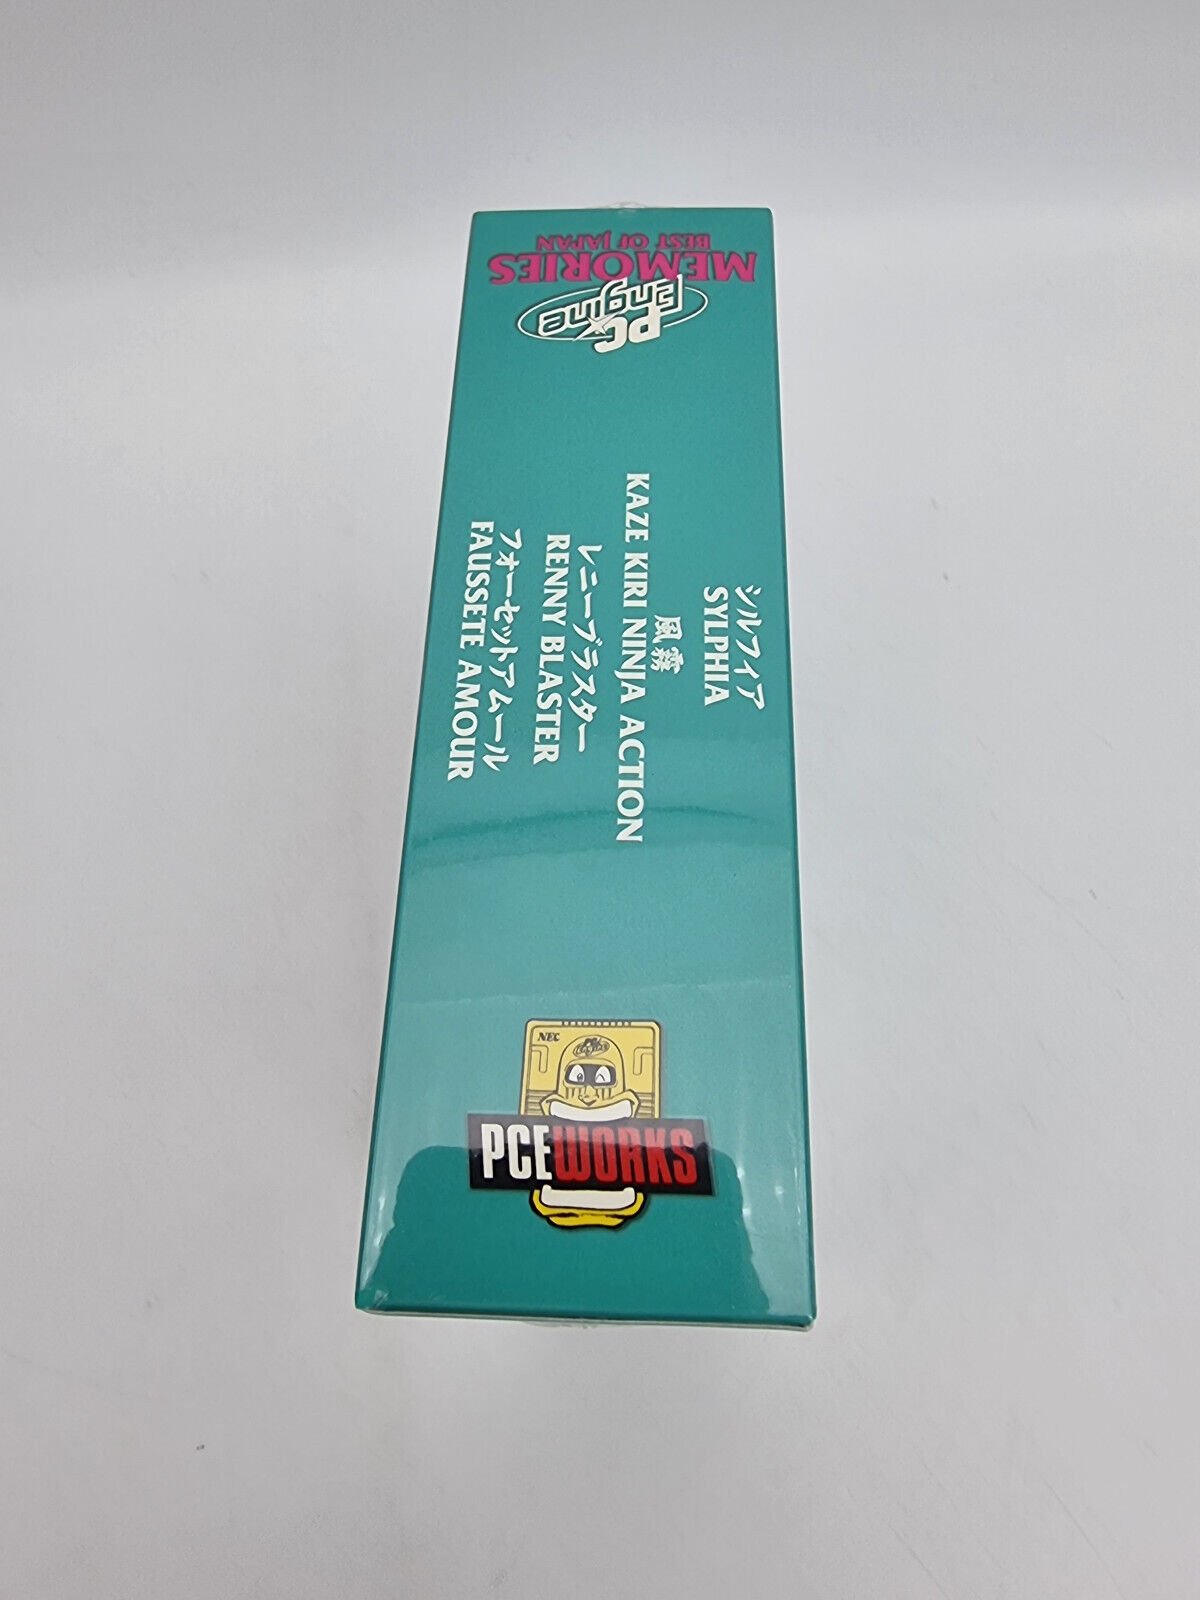 PC Engine
MEMORIES
BEST OF JAPAN
シルフィア
SYLPHIA
風霧
KAZE KIRI NINJA ACTION
レニーブラスター
RENNY BLASTER
フォーセットアムール
FAUSSETE AMOUR
NEC
PC Engine
PCEWORKS